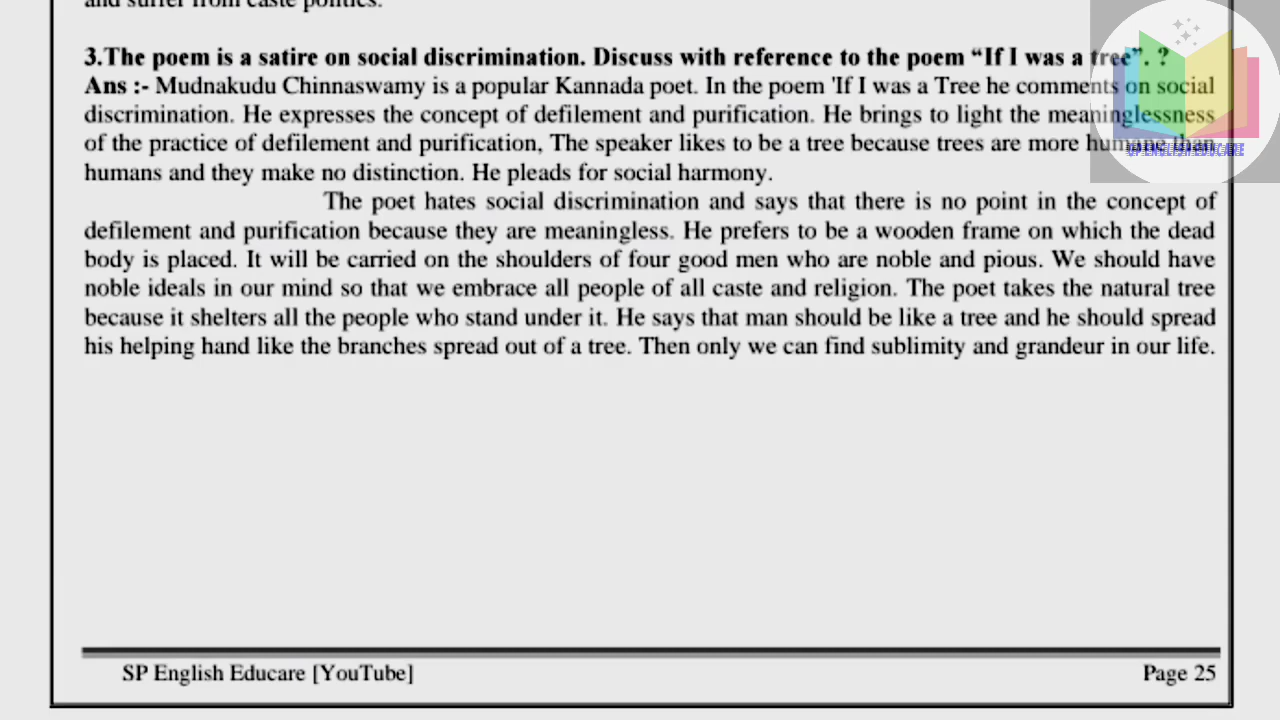 and suffer from caste politics.
3.The poem is a satire on social discrimination. Discuss with reference to the poem “If I was a tree”. ?
Ans :- Mudnakudu Chinnaswamy is a popular Kannada poet. In the poem 'If I was a Tree he comments on social
discrimination. He expresses the concept of defilement and purification. He brings to light the meaninglessness
of the practice of defilement and purification, The speaker likes to be a tree because trees are more humane than
humans and they make no distinction. He pleads for social harmony.
The poet hates social discrimination and says that there is no point in the concept of
defilement and purification because they are meaningless. He prefers to be a wooden frame on which the dead
body is placed. It will be carried on the shoulders of four good men who are noble and pious. We should have
noble ideals in our mind so that we embrace all people of all caste and religion. The poet takes the natural tree
because it shelters all the people who stand under it. He says that man should be like a tree and he should spread
his helping hand like the branches spread out of a tree. Then only we can find sublimity and grandeur in our life.
SP English Educare [YouTube]
Page 25
SP ENGLISH EDUCARE